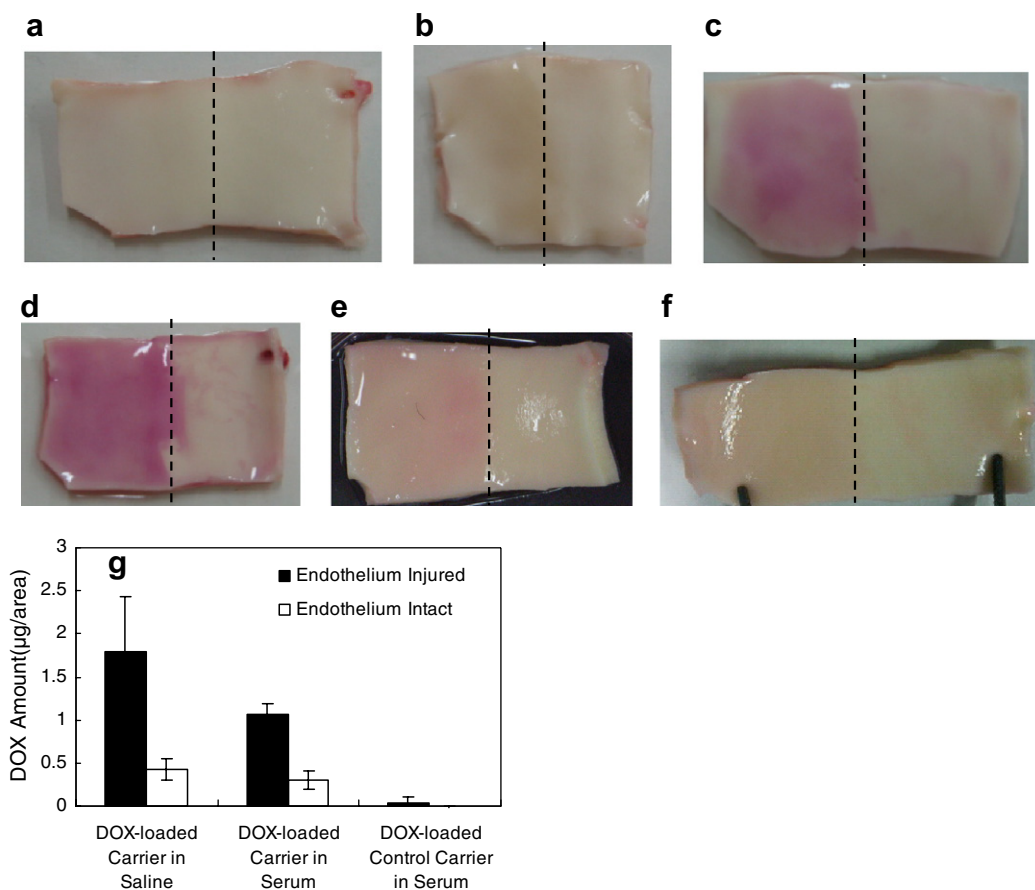 a
b
c
d
e
f
g
3
2.5
2
1.5
1
0.5
0
DOX Amount(µg/area)
Endothelium Injured
Endothelium Intact
DOX-loaded
Carrier in
Saline
DOX-loaded
Carrier in
Serum
DOX-loaded
Control Carrier
in Serum